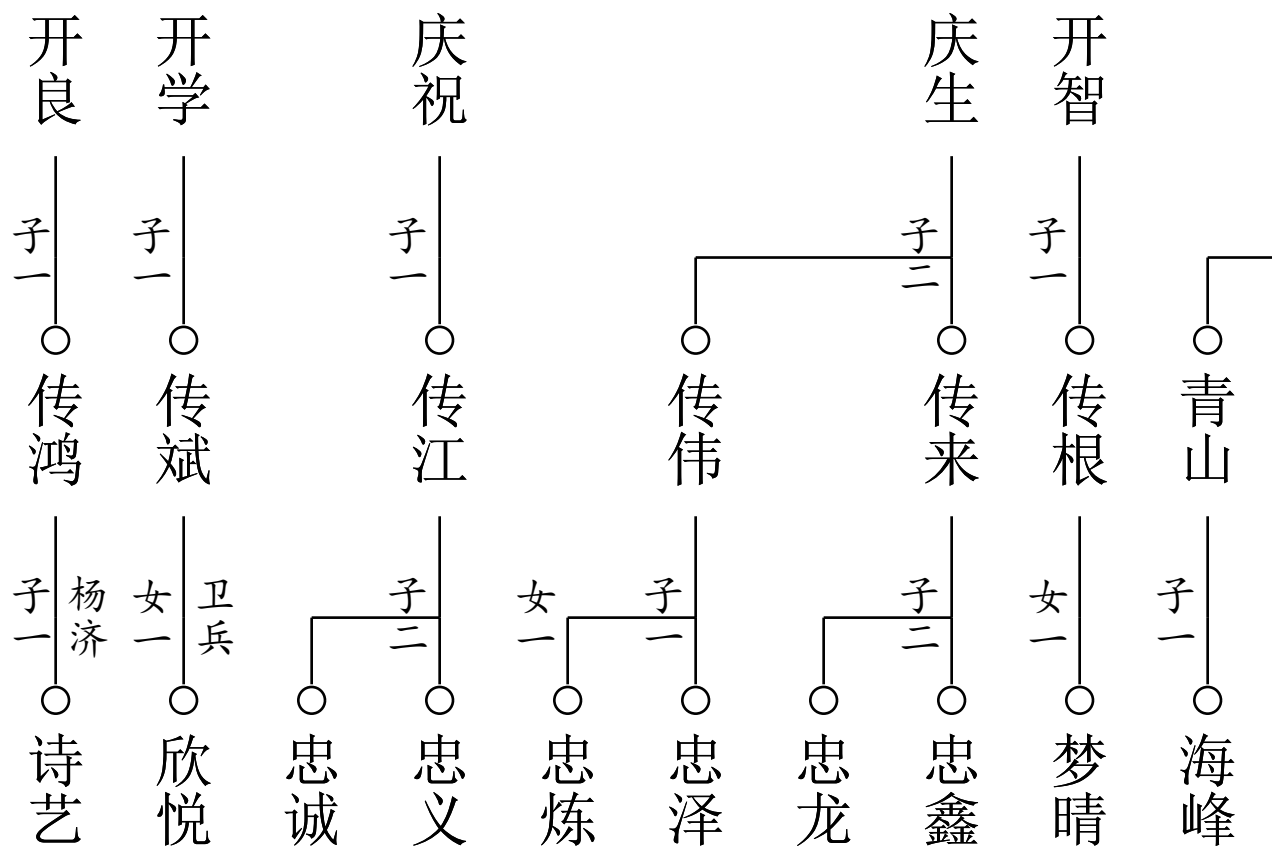 开良
开学
庆祝
庆生
开智
子一
子一
子一
子二
子一
传鸿
传斌
传江
传伟
传来
传根
青山
子一
杨济
女一
卫兵
子二
女一
子一
子二
女一
子一
诗艺
欣悦
忠诚
忠义
忠炼
忠泽
忠龙
忠鑫
梦晴
海峰